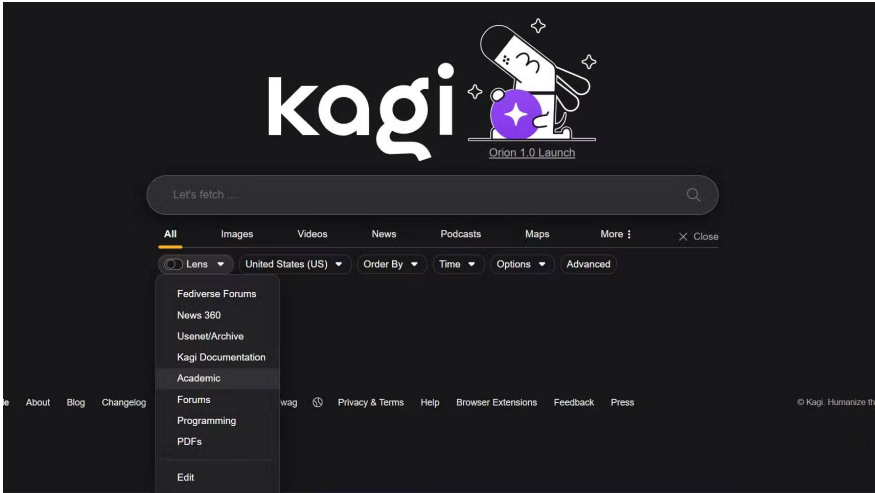 kagi
Orion 1.0 Launch
Let's fetch ...
All Images Videos News Podcasts Maps More Close
Lens United States (US) Order By Time Options Advanced
Fediverse Forums
News 360
Usenet/Archive
Kagi Documentation
Academic
Forums
Programming
PDFs
Edit
About Blog Changelog Privacy & Terms Help Browser Extensions Feedback Press © Kagi. Humanize